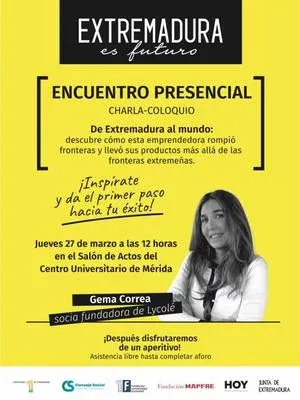 EXTREMADURA
es futuro
ENCUENTRO PRESENCIAL
CHARLA-COLOQUIO
De Extremadura al mundo:
descubre cómo esta emprendedora rompió
fronteras y llevó sus productos más allá de las
fronteras extremeñas.
¡Inspírate
y da el primer paso
hacia tu éxito!
Jueves 27 de marzo a las 12 horas
en el Salón de Actos del
Centro Universitario de Mérida
Gema Correa
socia fundadora de Lycolé
¡Después disfrutaremos
de un aperitivo!
Asistencia libre hasta completar aforo
Consejo Social
Fundación MAPFRE
HOY
JUNTA DE
EXTREMADURA